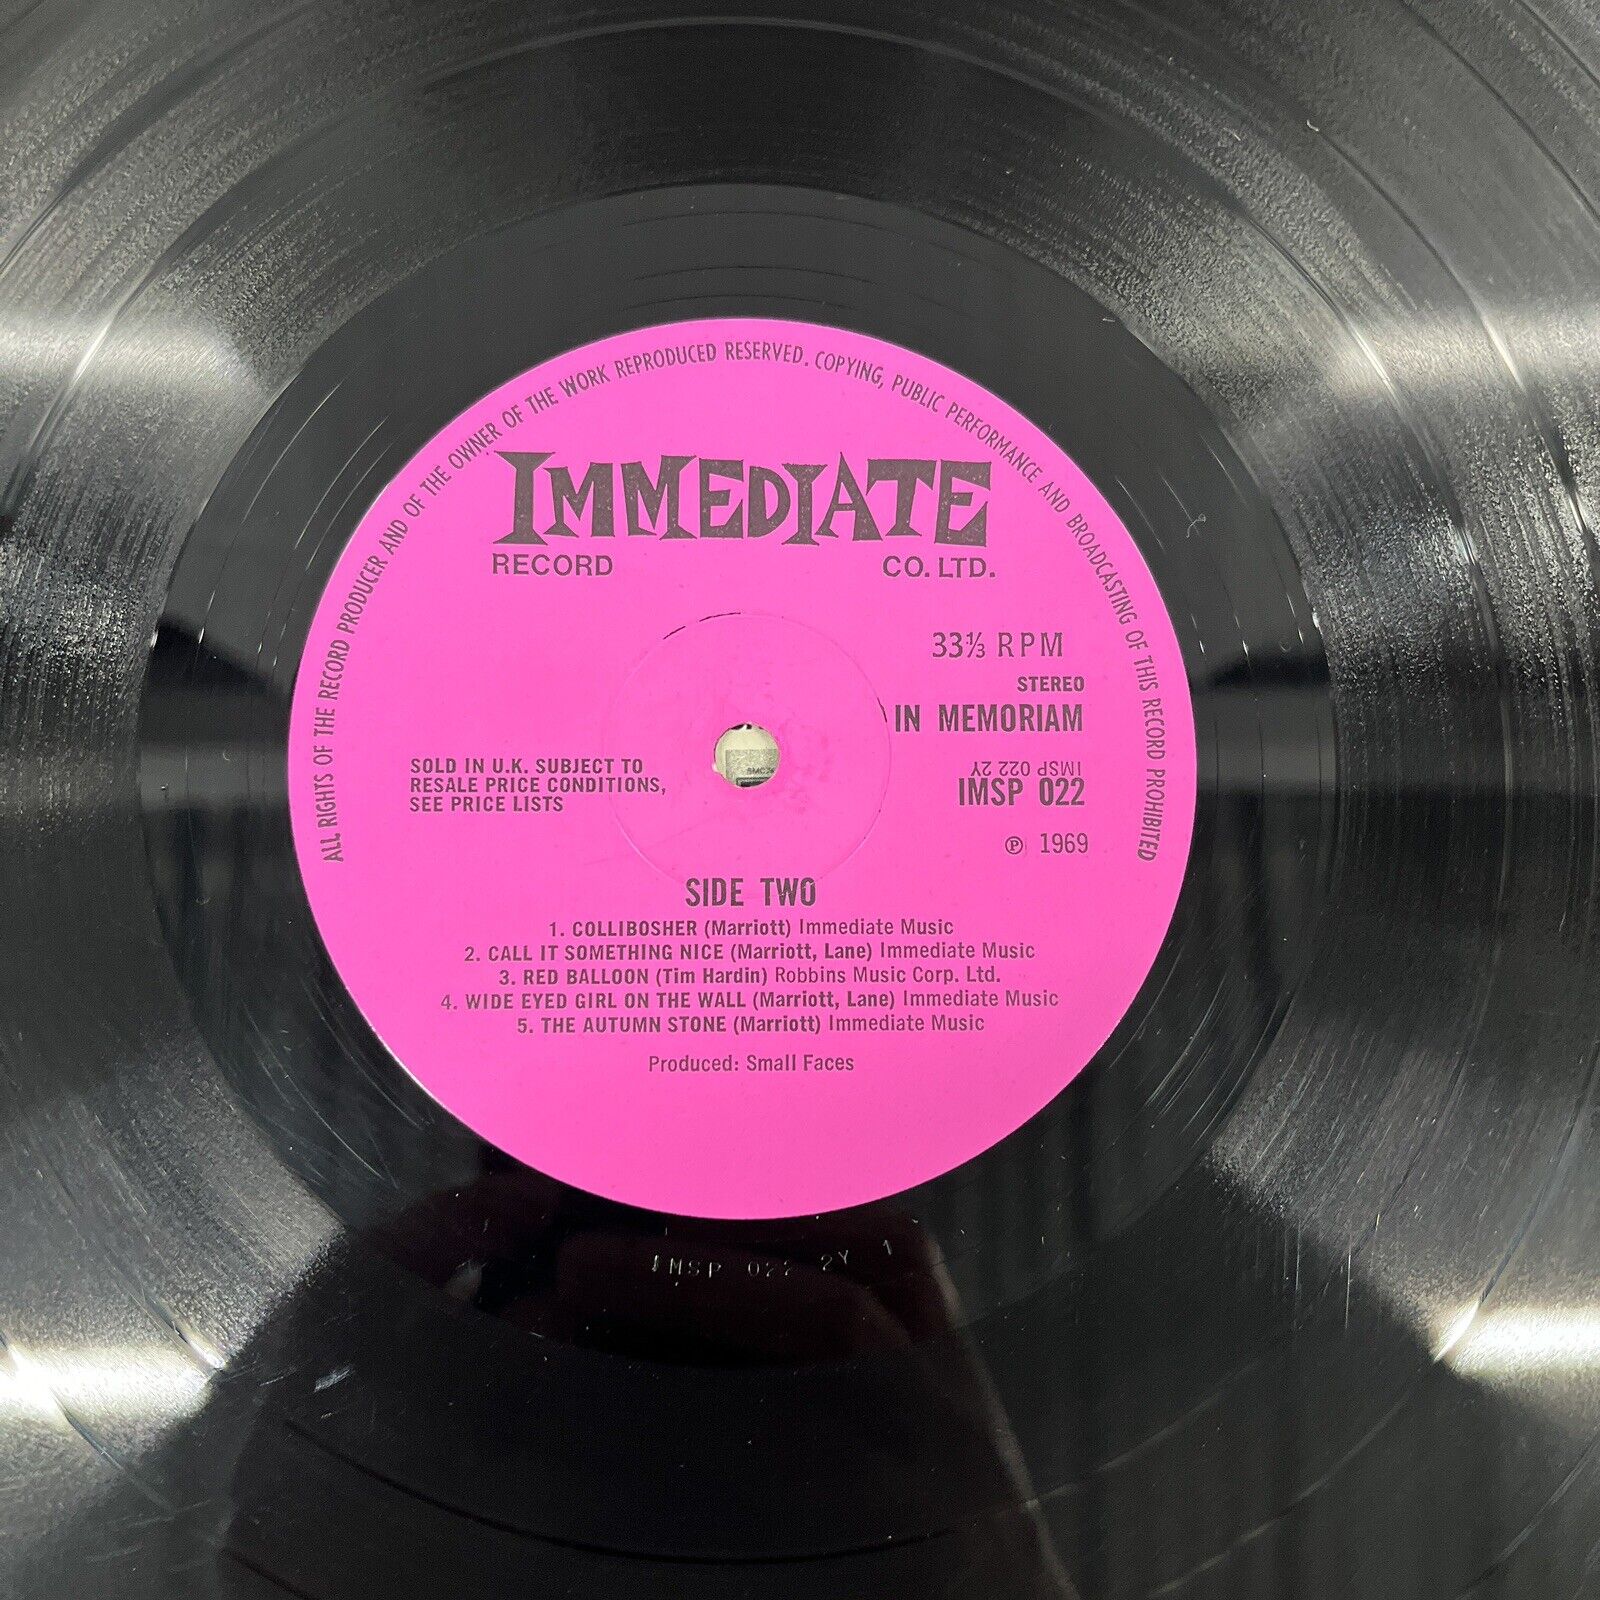 ALL RIGHTS OF THE RECORD PRODUCER AND OF THE OWNER OF THE WORK REPRODUCED RESERVED. COPYING, PUBLIC PERFORMANCE AND BROADCASTING OF THIS RECORD PROHIBITED
IMMEDIATE
RECORD CO. LTD.
33⅓ RPM
STEREO
IN MEMORIAM
IMSP 022 2Y
IMSP 022
℗ 1969
SOLD IN U.K. SUBJECT TO
RESALE PRICE CONDITIONS,
SEE PRICE LISTS
SIDE TWO
1. COLLIBOSHER (Marriott) Immediate Music
2. CALL IT SOMETHING NICE (Marriott, Lane) Immediate Music
3. RED BALLOON (Tim Hardin) Robbins Music Corp. Ltd.
4. WIDE EYED GIRL ON THE WALL (Marriott, Lane) Immediate Music
5. THE AUTUMN STONE (Marriott) Immediate Music
Produced: Small Faces
IMSP 022 2Y 1